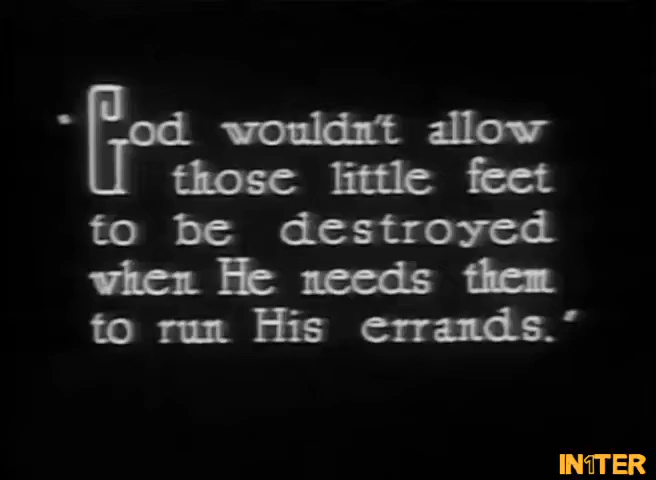 "God wouldn't allow
those little feet
to be destroyed
when He needs them
to run His errands."
IN1TER